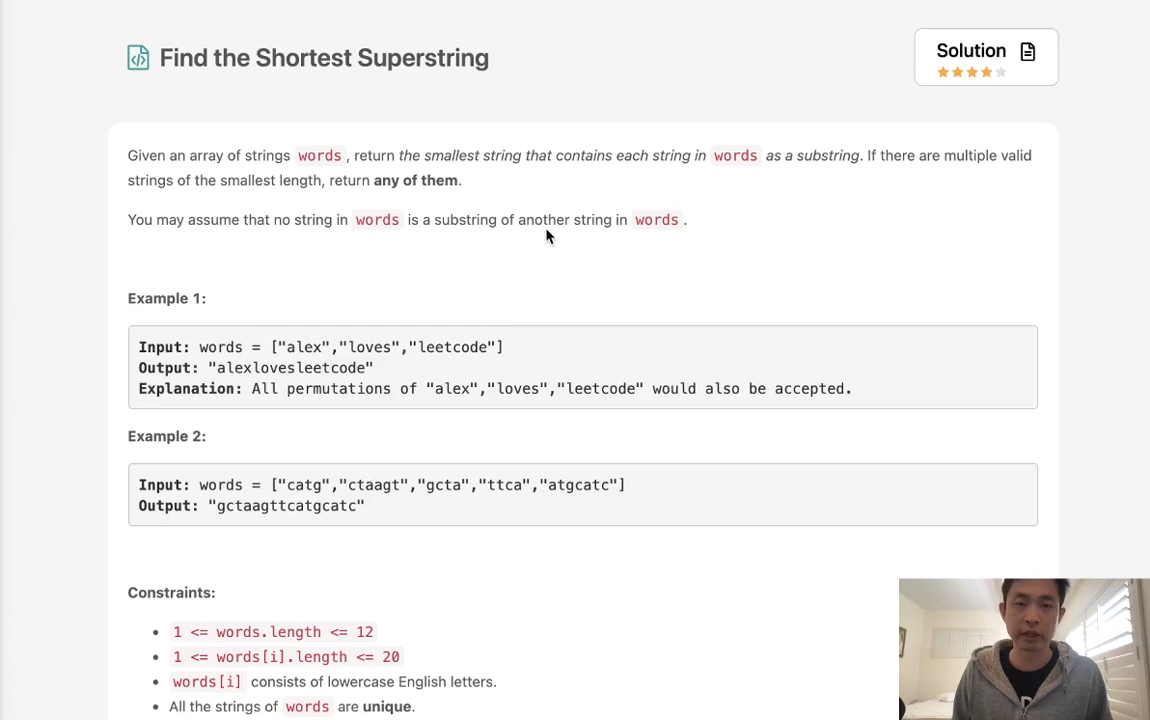 Find the Shortest Superstring
Solution
Given an array of strings words, return the smallest string that contains each string in words as a substring. If there are multiple valid
strings of the smallest length, return any of them.
You may assume that no string in words is a substring of another string in words.
Example 1:
Input: words = ["alex","loves","leetcode"]
Output: "alexlovesleetcode"
Explanation: All permutations of "alex","loves","leetcode" would also be accepted.
Example 2:
Input: words = ["catg","ctaagt","gcta","ttca","atgcatc"]
Output: "gctaagttcatgcatc"
Constraints:
1 <= words.length <= 12
1 <= words[i].length <= 20
words[i] consists of lowercase English letters.
All the strings of words are unique.